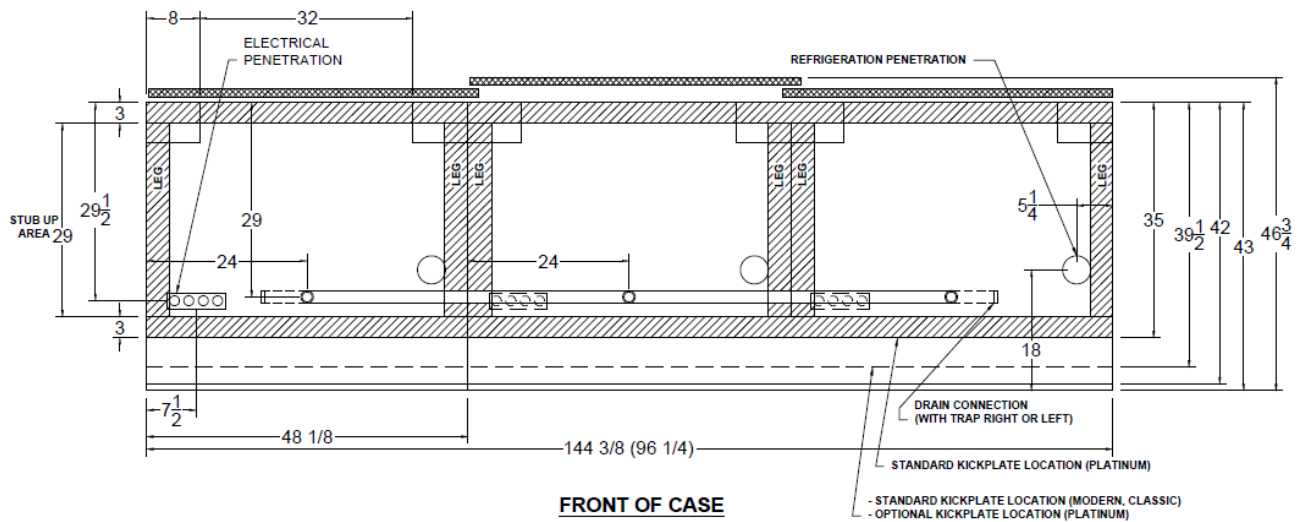 8
32
ELECTRICAL
PENETRATION
REFRIGERATION PENETRATION
3
LEG
LEG
LEG
LEG
STUB UP
AREA
29
29 1/2
29
24
24
5 1/4
35
39 1/2
42
43
46 3/4
3
18
7 1/2
DRAIN CONNECTION
(WITH TRAP RIGHT OR LEFT)
48 1/8
144 3/8 (96 1/4)
STANDARD KICKPLATE LOCATION (PLATINUM)
FRONT OF CASE
- STANDARD KICKPLATE LOCATION (MODERN, CLASSIC)
- OPTIONAL KICKPLATE LOCATION (PLATINUM)